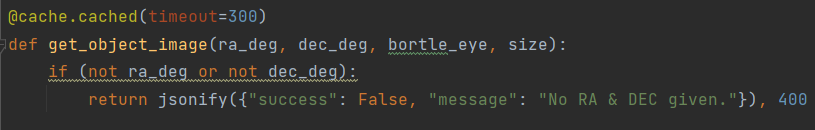 @cache.cached(timeout=300)
def get_object_image(ra_deg, dec_deg, bortle_eye, size):
    if (not ra_deg or not dec_deg):
        return jsonify({"success": False, "message": "No RA & DEC given."}), 400